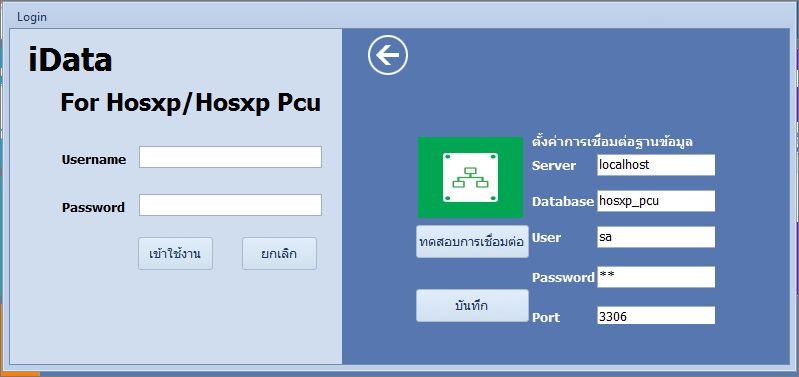 Login
iData
For Hosxp/Hosxp Pcu
Username
Password
เข้าใช้งาน
ยกเลิก
ตั้งค่าการเชื่อมต่อฐานข้อมูล
Server
localhost
Database
hosxp_pcu
ทดสอบการเชื่อมต่อ
User
sa
Password
**
บันทึก
Port
3306